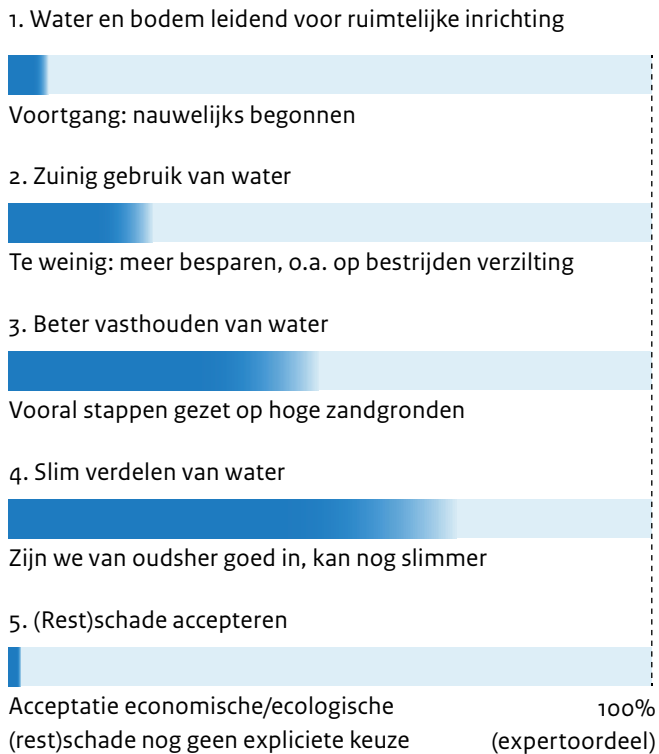 1. Water en bodem leidend voor ruimtelijke inrichting
Voortgang: nauwelijks begonnen
2. Zuinig gebruik van water
Te weinig: meer besparen, o.a. op bestrijden verzilting
3. Beter vasthouden van water
Vooral stappen gezet op hoge zandgronden
4. Slim verdelen van water
Zijn we van oudsher goed in, kan nog slimmer
5. (Rest)schade accepteren
Acceptatie economische/ecologische
(rest)schade nog geen expliciete keuze
100%
(expertoordeel)